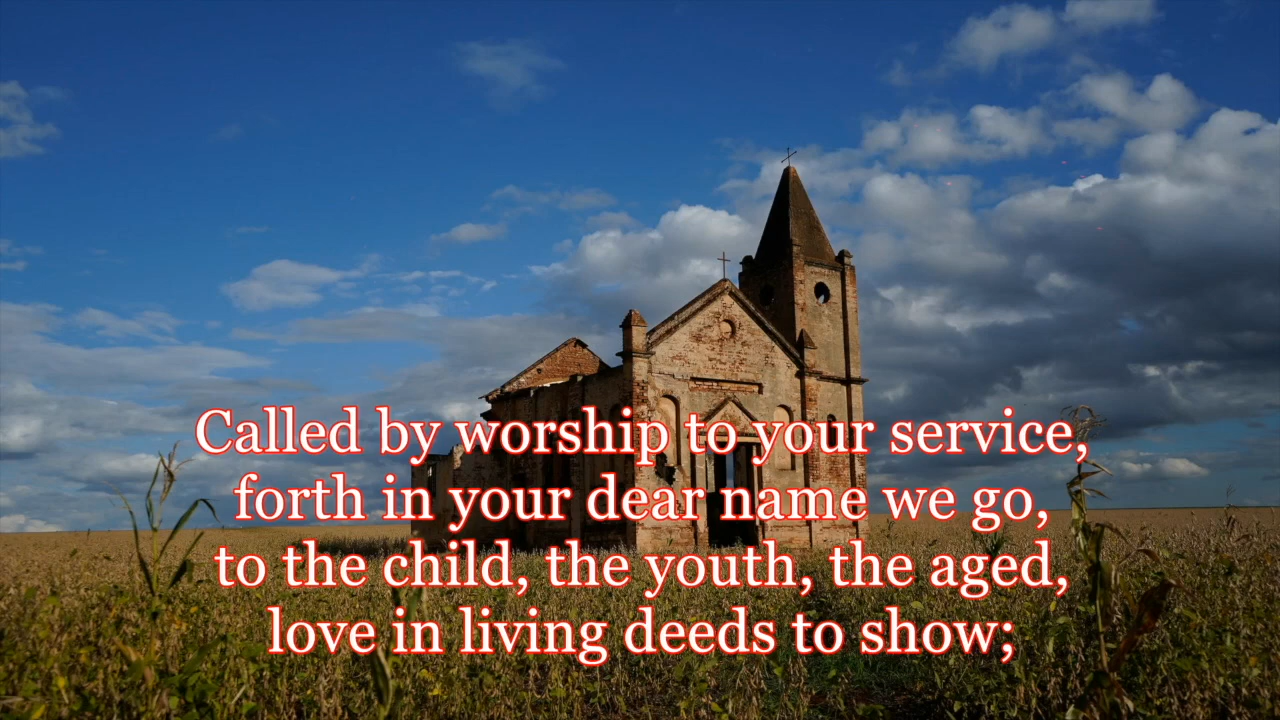 Called by worship to your service,
forth in your dear name we go,
to the child, the youth, the aged,
love in living deeds to show;